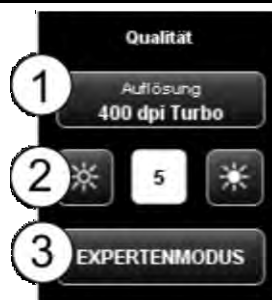 Qualität
1
Auflösung
400 dpi Turbo
2
5
3
EXPERTENMODUS